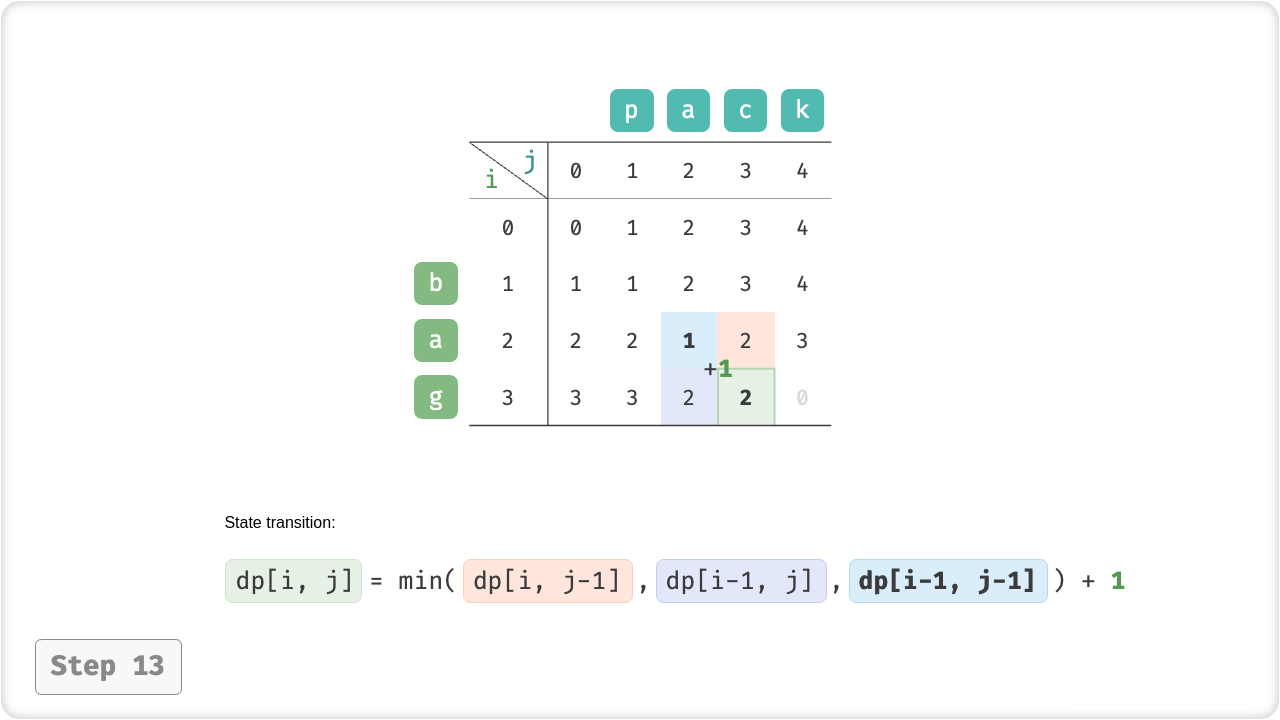 p a c k
j
i
0 1 2 3 4
0 0 1 2 3 4
b 1 1 1 2 3 4
a 2 2 2 1 2 3
+1
g 3 3 3 2 2 0
State transition:
dp[i, j] = min( dp[i, j-1] , dp[i-1, j] , dp[i-1, j-1] ) + 1
Step 13